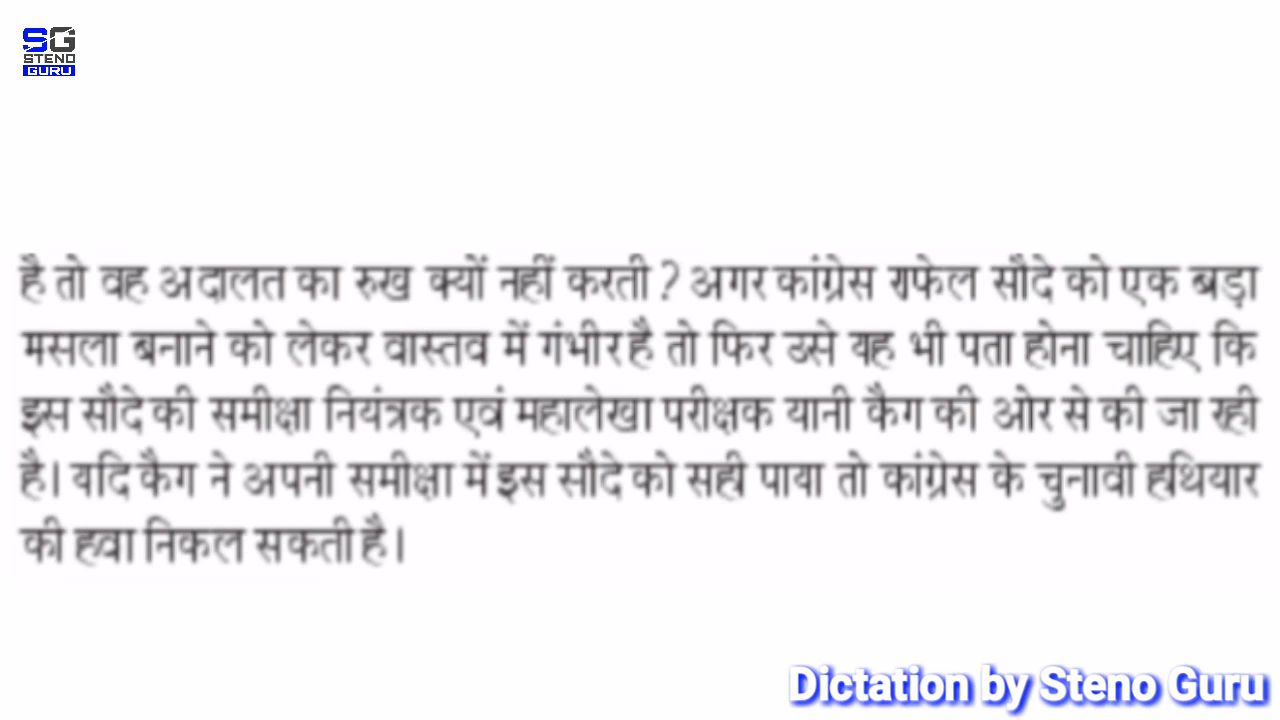 SG
STENO
GURU
है तो वह अदालत का रुख क्यों नहीं करती ? अगर कांग्रेस राफेल सौदे को एक बड़ा
मसला बनाने को लेकर वास्तव में गंभीर है तो फिर उसे यह भी पता होना चाहिए कि
इस सौदे की समीक्षा नियंत्रक एवं महालेखा परीक्षक यानी कैग की ओर से की जा रही
है। यदि कैग ने अपनी समीक्षा में इस सौदे को सही पाया तो कांग्रेस के चुनावी हथियार
की हवा निकल सकती है।
Dictation by Steno Guru